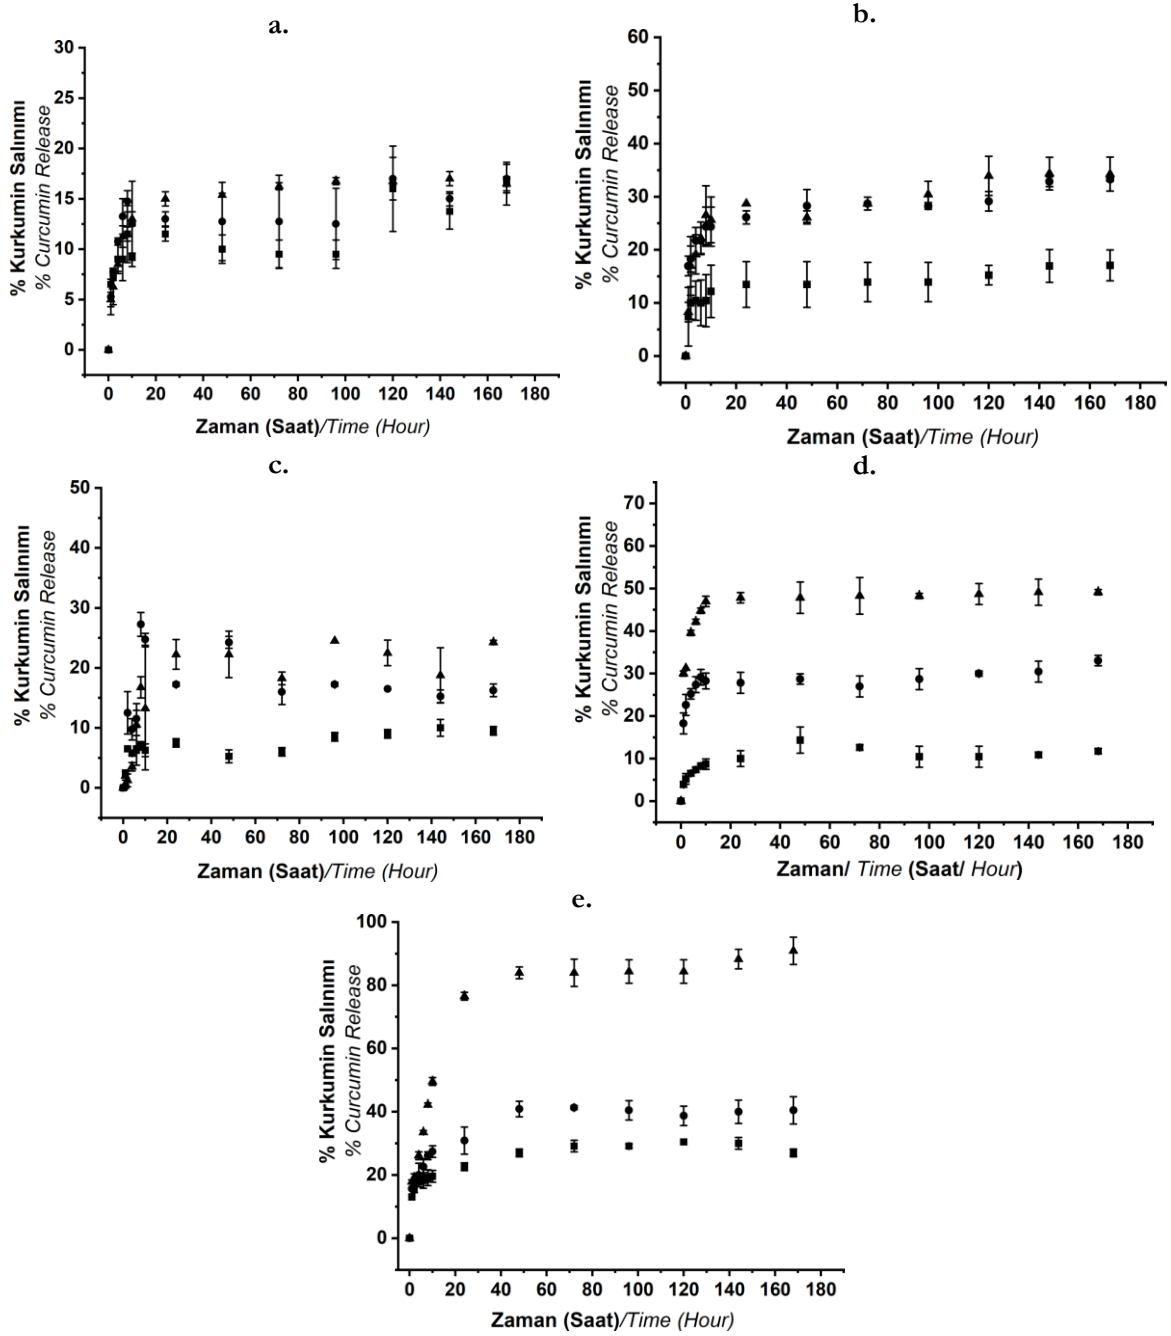 a.
% Kurkumin Salınımı
% Curcumin Release
30
25
20
15
10
5
0
0 20 40 60 80 100 120 140 160 180
Zaman (Saat)/Time (Hour)
b.
% Kurkumin Salınımı
% Curcumin Release
60
50
40
30
20
10
0
0 20 40 60 80 100 120 140 160 180
Zaman (Saat)/Time (Hour)
c.
% Kurkumin Salınımı
% Curcumin Release
50
40
30
20
10
0
0 20 40 60 80 100 120 140 160 180
Zaman (Saat)/Time (Hour)
d.
% Kurkumin Salınımı
% Curcumin Release
70
60
50
40
30
20
10
0
0 20 40 60 80 100 120 140 160 180
Zaman/ Time (Saat/ Hour)
e.
% Kurkumin Salınımı
% Curcumin Release
100
80
60
40
20
0
0 20 40 60 80 100 120 140 160 180
Zaman (Saat)/Time (Hour)